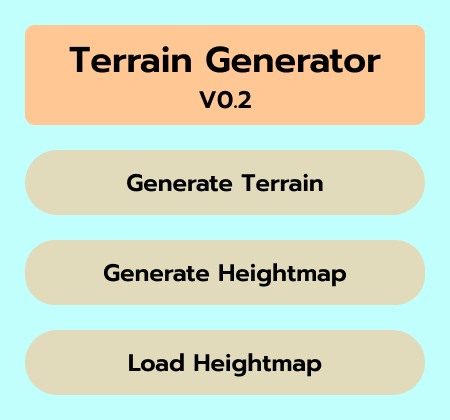 Terrain Generator
V0.2
Generate Terrain
Generate Heightmap
Load Heightmap